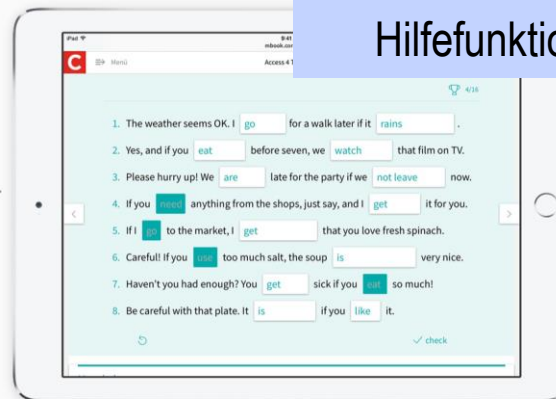 Hilfefunktio
iPad 9:41
mbook.cor
C Menü Access 4 T
4/16
1. The weather seems OK. I go for a walk later if it rains .
2. Yes, and if you eat before seven, we watch that film on TV.
3. Please hurry up! We are late for the party if we not leave now.
4. If you need anything from the shops, just say, and I get it for you.
5. If I go to the market, I get that you love fresh spinach.
6. Careful! If you use too much salt, the soup is very nice.
7. Haven't you had enough? You get sick if you eat so much!
8. Be careful with that plate. It is if you like it.
check